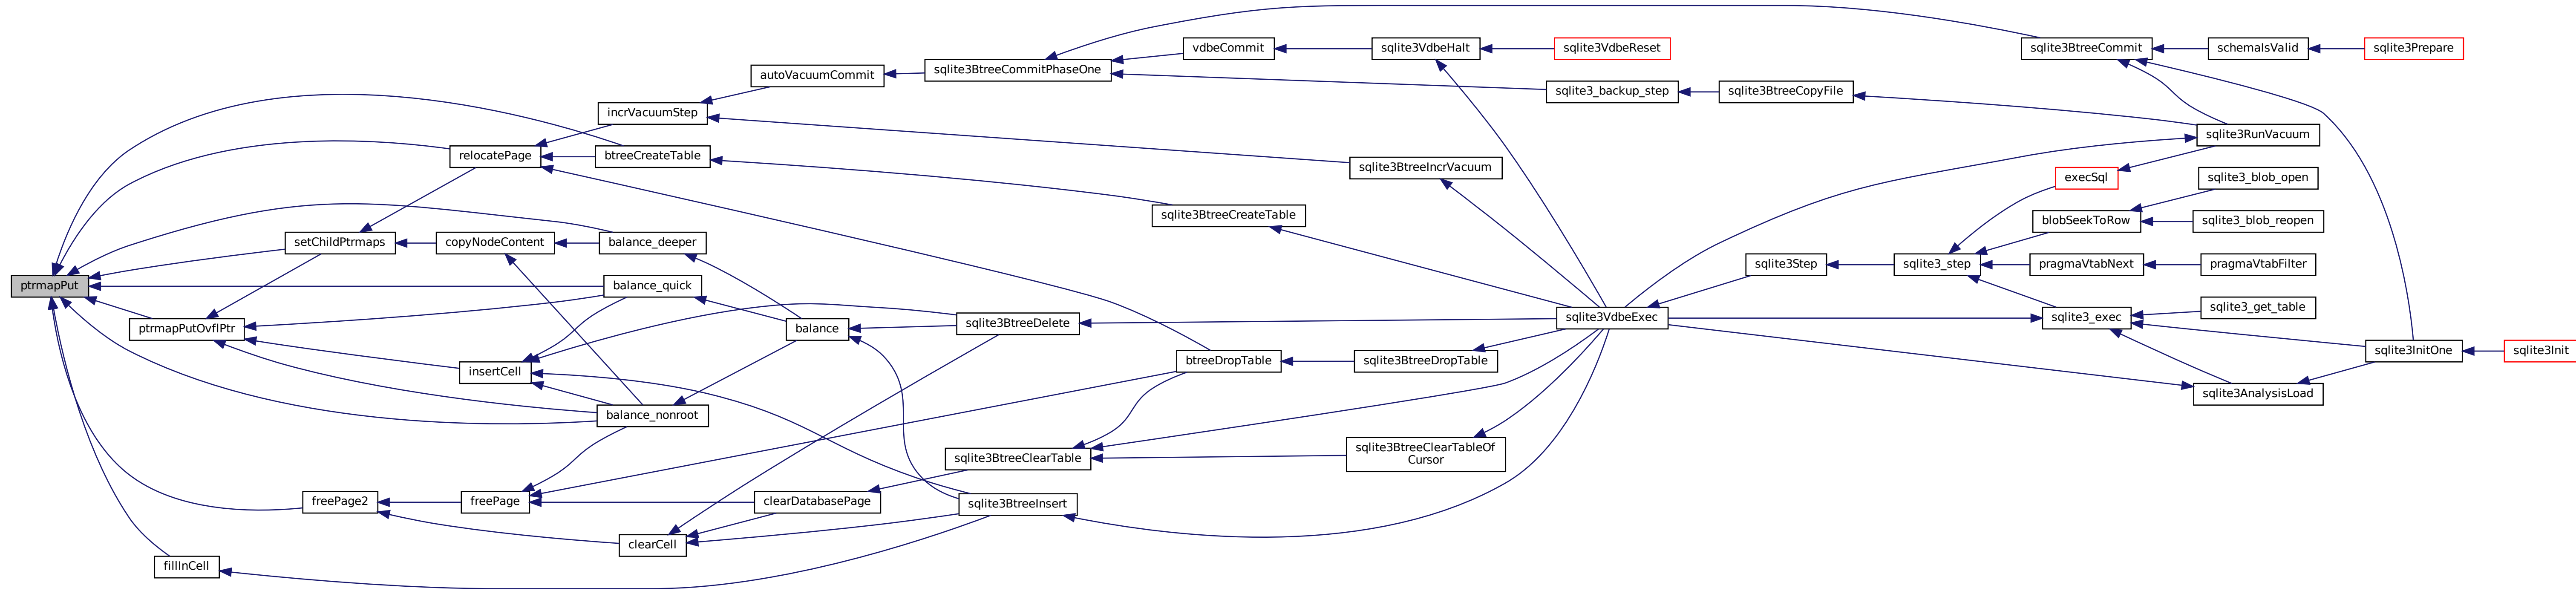 ptrmapPut
ptrmapPutOvflPtr
fillInCell
setChildPtrmaps
freePage2
relocatePage
copyNodeContent
insertCell
freePage
incrVacuumStep
btreeCreateTable
balance_deeper
balance_quick
balance_nonroot
clearCell
autoVacuumCommit
balance
clearDatabasePage
sqlite3BtreeCommitPhaseOne
sqlite3BtreeDelete
sqlite3BtreeClearTable
sqlite3BtreeInsert
vdbeCommit
sqlite3BtreeCreateTable
btreeDropTable
sqlite3VdbeHalt
sqlite3BtreeIncrVacuum
sqlite3BtreeDropTable
sqlite3BtreeClearTableOf
Cursor
sqlite3VdbeReset
sqlite3_backup_step
sqlite3VdbeExec
sqlite3BtreeCopyFile
sqlite3Step
sqlite3_step
sqlite3BtreeCommit
execSql
blobSeekToRow
pragmaVtabNext
sqlite3_exec
schemaIsValid
sqlite3RunVacuum
sqlite3_blob_open
sqlite3_blob_reopen
pragmaVtabFilter
sqlite3_get_table
sqlite3AnalysisLoad
sqlite3Prepare
sqlite3InitOne
sqlite3Init